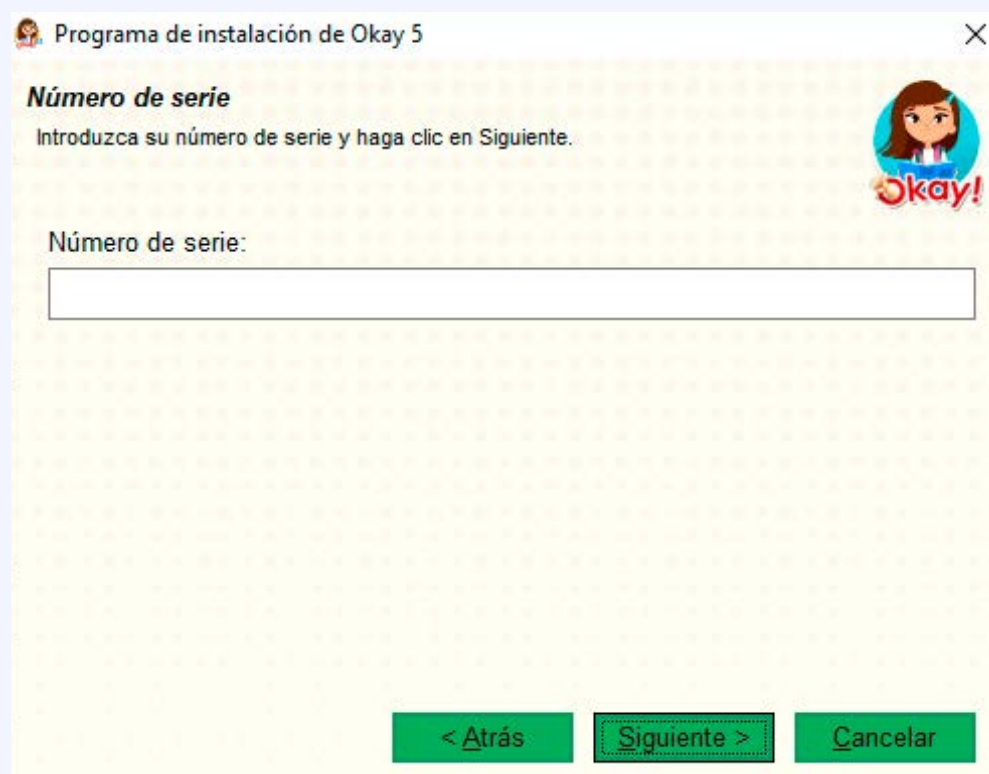 Programa de instalación de Okay 5
Número de serie
Introduzca su número de serie y haga clic en Siguiente.
Okay!
Número de serie:
< Atrás Siguiente > Cancelar